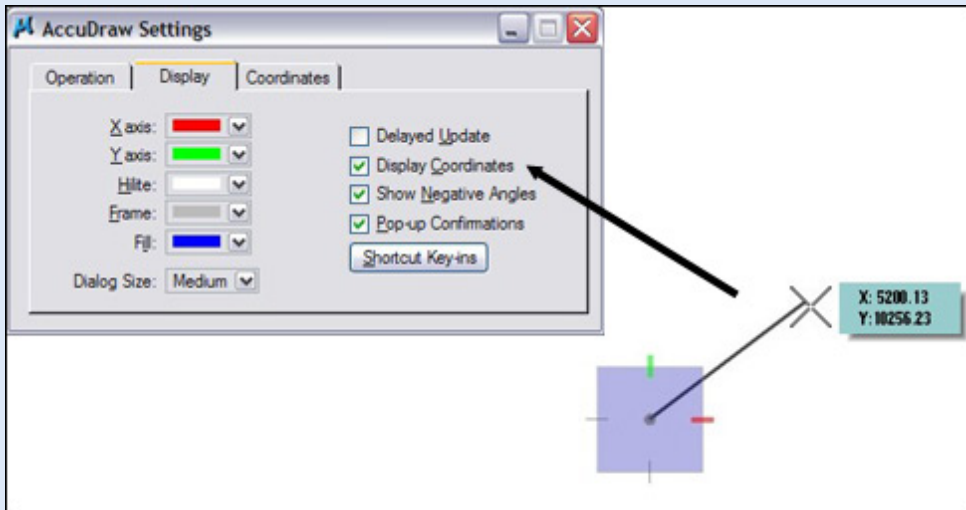 AccuDraw Settings
Operation
Display
Coordinates
X axis:
Y axis:
Hilite:
Frame:
Fill:
Dialog Size: Medium
Delayed Update
Display Coordinates
Show Negative Angles
Pop-up Confirmations
Shortcut Key-ins
X: 5200.13
Y: 10256.23